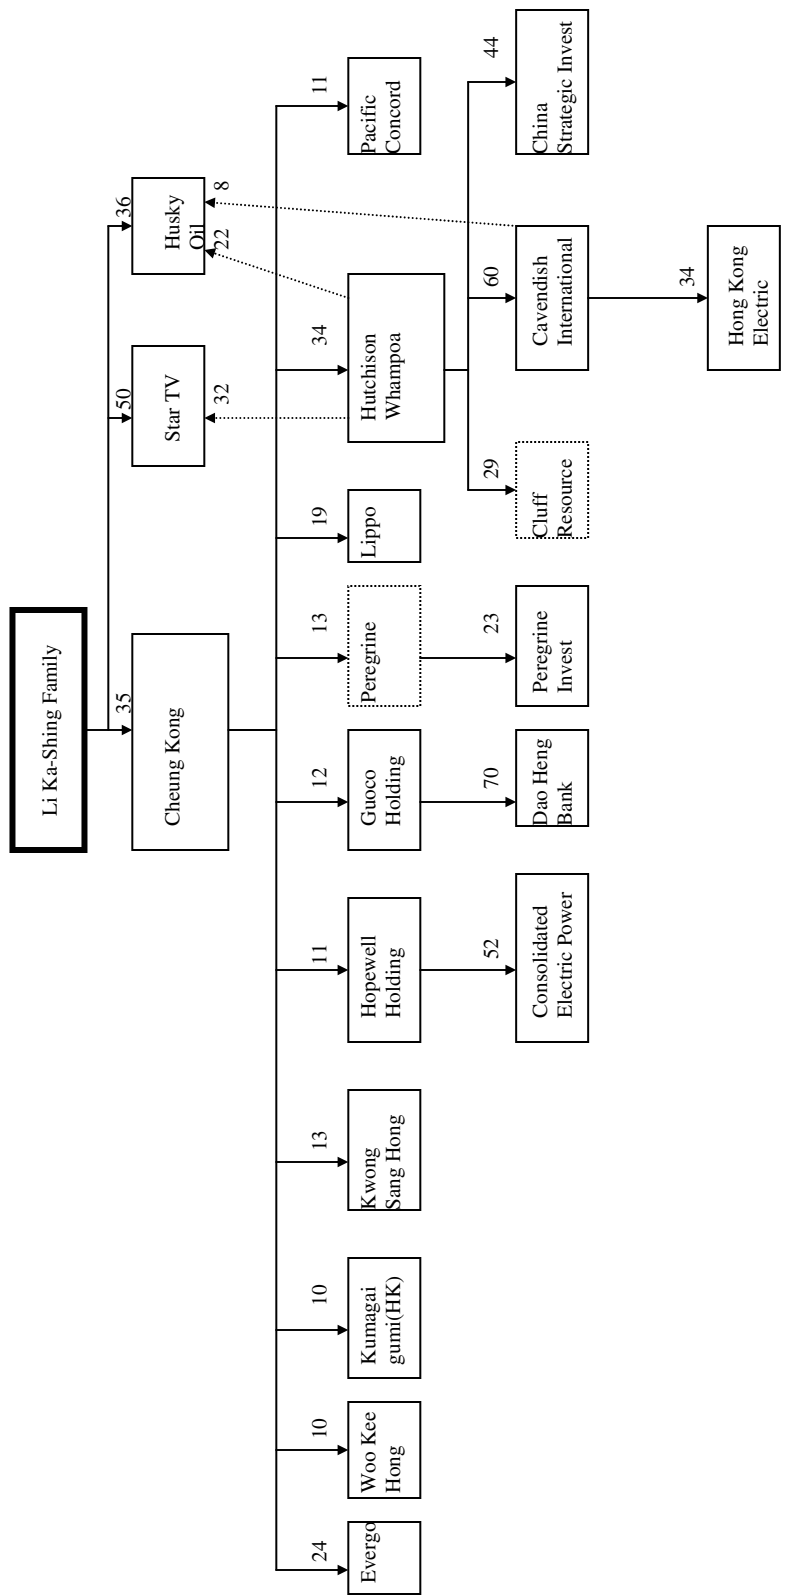 Li Ka-Shing Family
35
50
36
Cheung Kong
Star TV
Husky
Oil
32
22
8
24
10
10
13
11
12
13
19
34
11
Evergo
Woo Kee
Hong
Kumagai
gumi(HK)
Kwong
Sang Hong
Hopewell
Holding
Guoco
Holding
Peregrine
Lippo
Hutchison
Whampoa
Pacific
Concord
52
70
23
29
60
44
Consolidated
Electric Power
Dao Heng
Bank
Peregrine
Invest
Cluff
Resource
Cavendish
International
China
Strategic Invest
34
Hong Kong
Electric